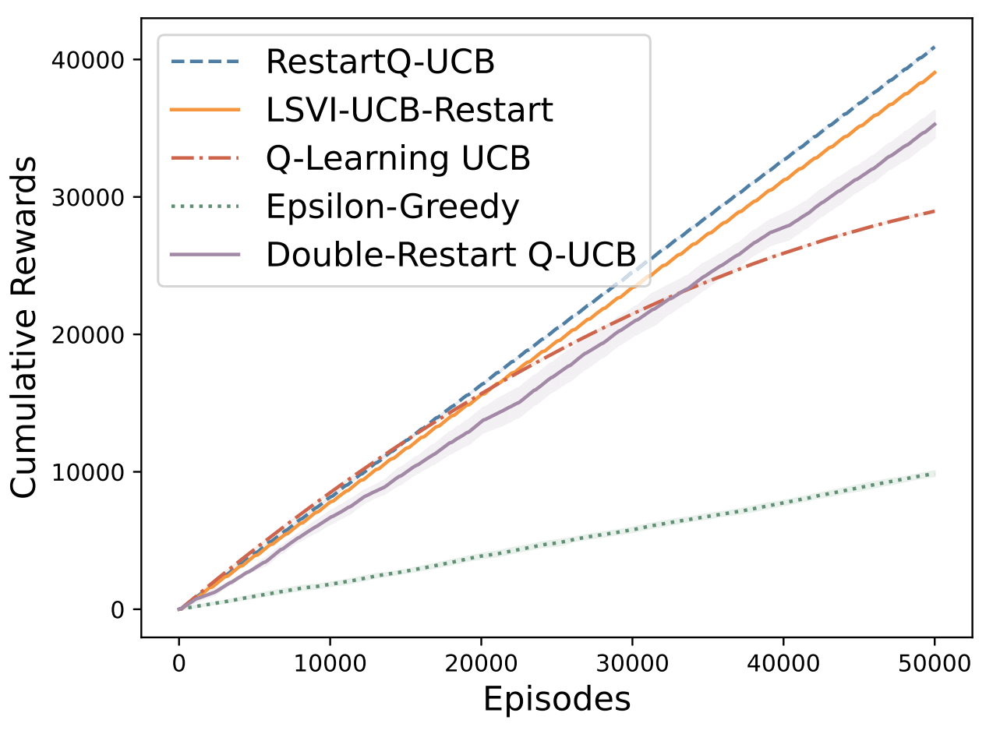 RestartQ-UCB
LSVI-UCB-Restart
Q-Learning UCB
Epsilon-Greedy
Double-Restart Q-UCB
Cumulative Rewards
40000
30000
20000
10000
0
0 10000 20000 30000 40000 50000
Episodes